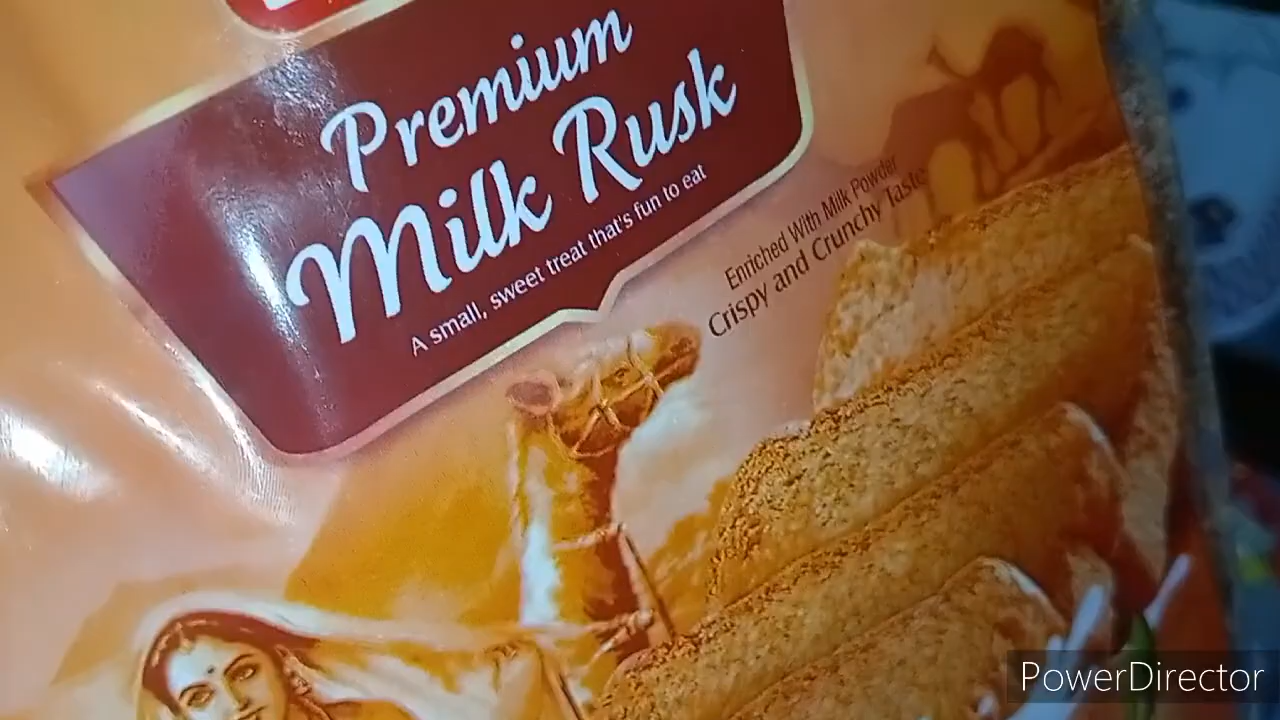 Premium
Milk Rusk
A small, sweet treat that's fun to eat
Enriched With Milk Powder
Crispy and Crunchy Taste
PowerDirector